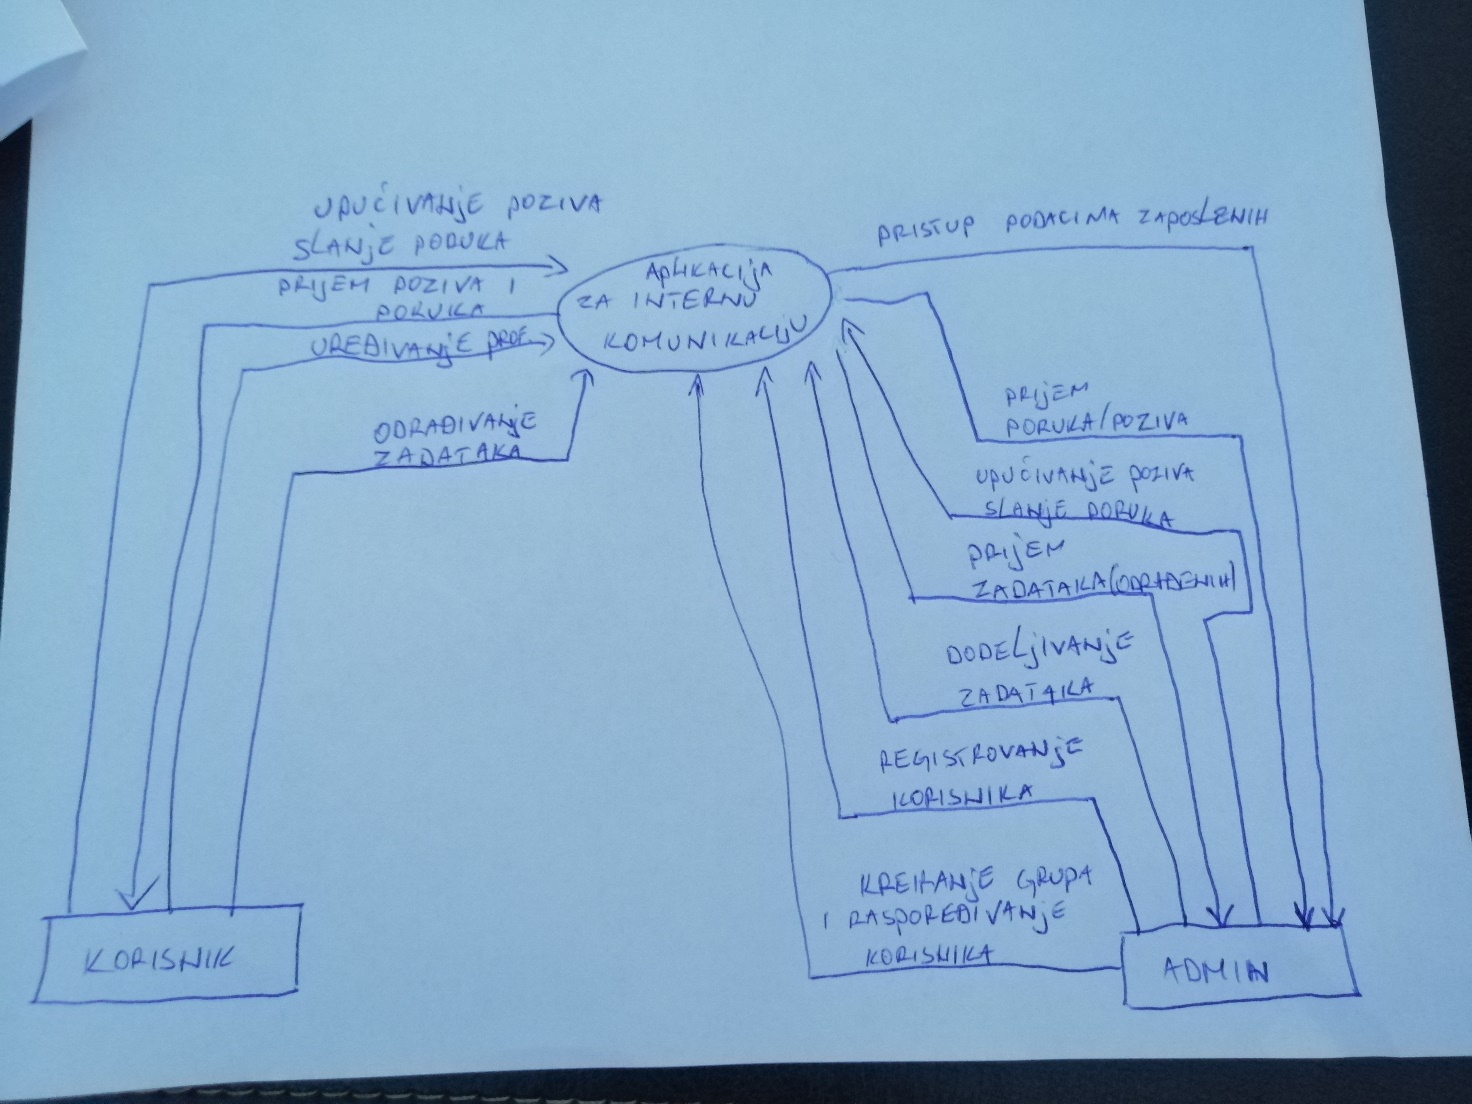 UPUĆIVANJE POZIVA
SLANJE PORUKA
PRIJEM POZIVA I
PORUKA
UREĐIVANJE PROF.
ODRAĐIVANJE
ZADATAKA
APLIKACIJA
ZA INTERNU
KOMUNIKACIJU
PRISTUP PODACIMA ZAPOSLENIH
PRIJEM
PORUKA/POZIVA
UPUĆIVANJE POZIVA
SLANJE PORUKA
PRIJEM
ZADATAKA(ODRAĐENIH)
DODELJIVANJE
ZADATAKA
REGISTROVANJE
KORISNIKA
KREIRANJE GRUPA
I RASPOREĐIVANJE
KORISNIKA
KORISNIK
ADMIN